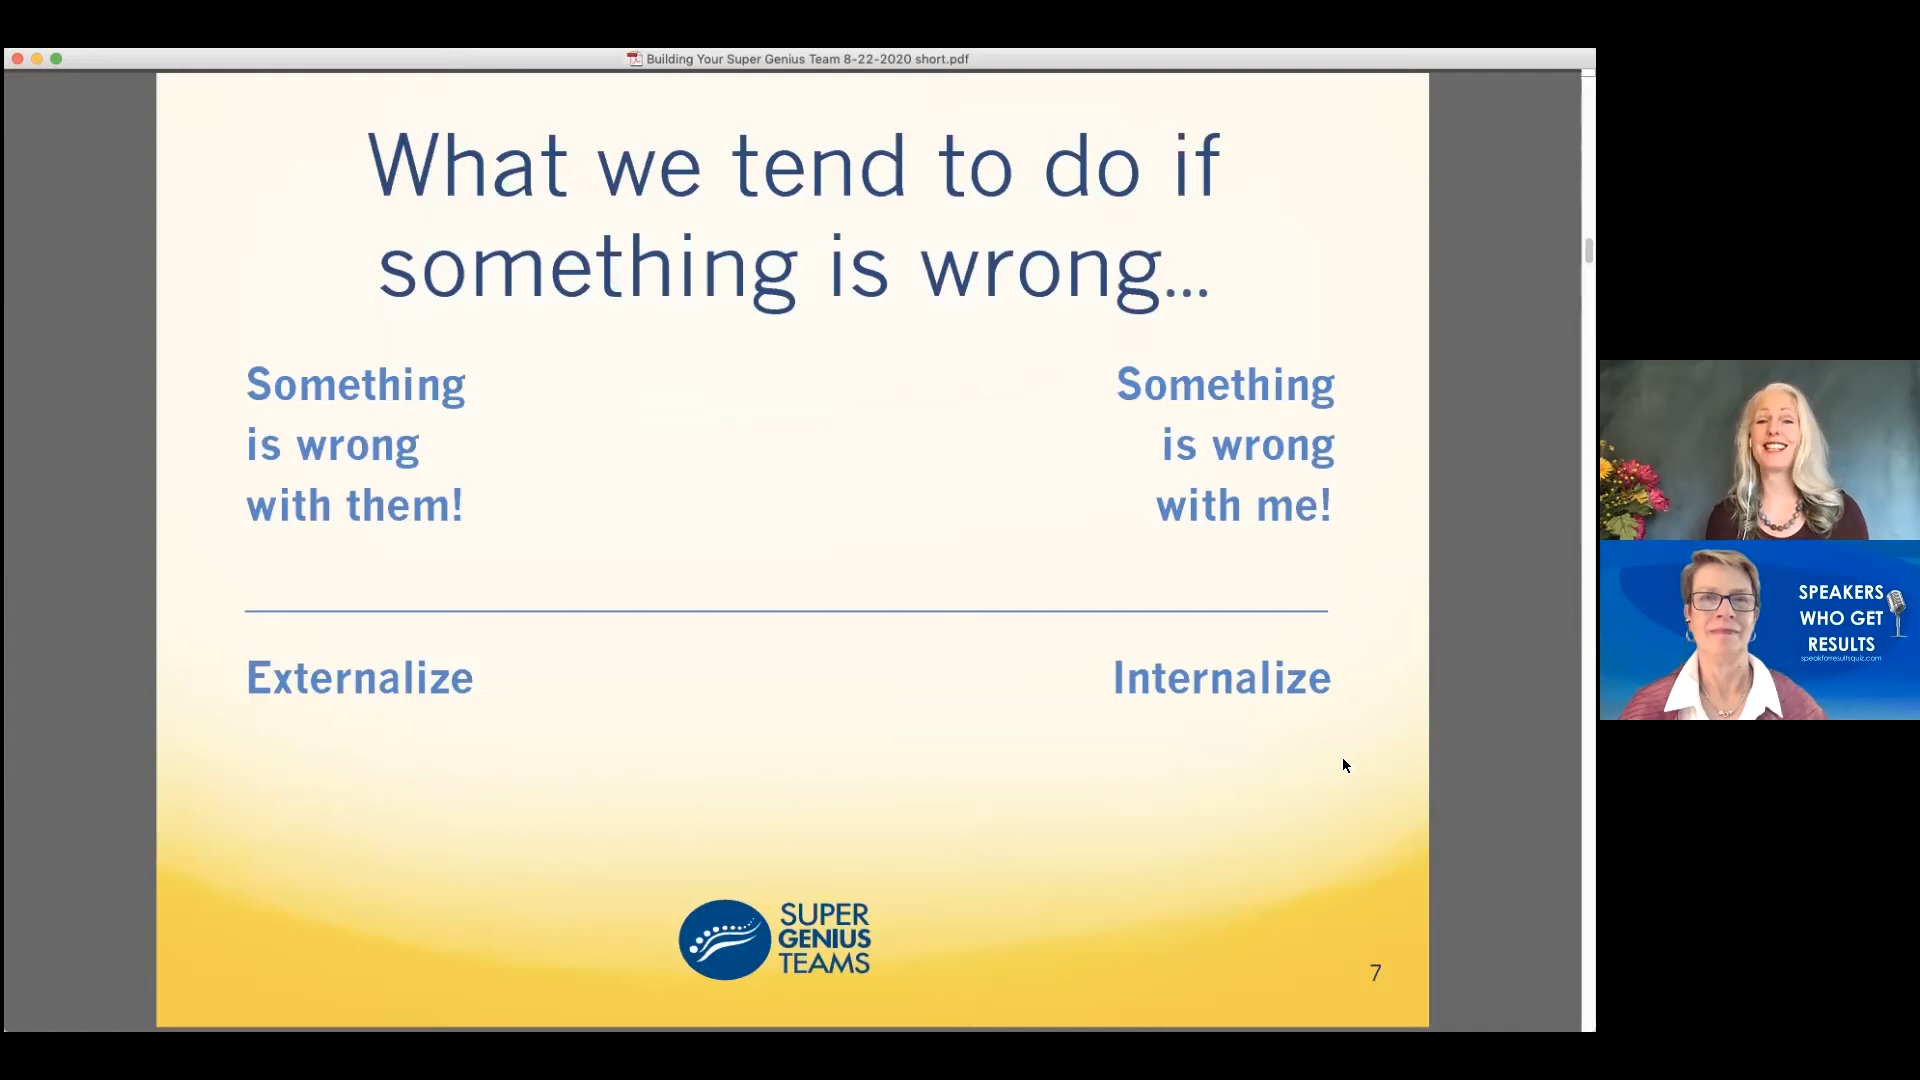 Building Your Super Genius Team 8-22-2020 short.pdf
What we tend to do if
something is wrong...
Something
is wrong
with them!
Something
is wrong
with me!
Externalize
Internalize
SUPER
GENIUS
TEAMS
7
SPEAKERS
WHO GET
RESULTS
speakforresultsquiz.com